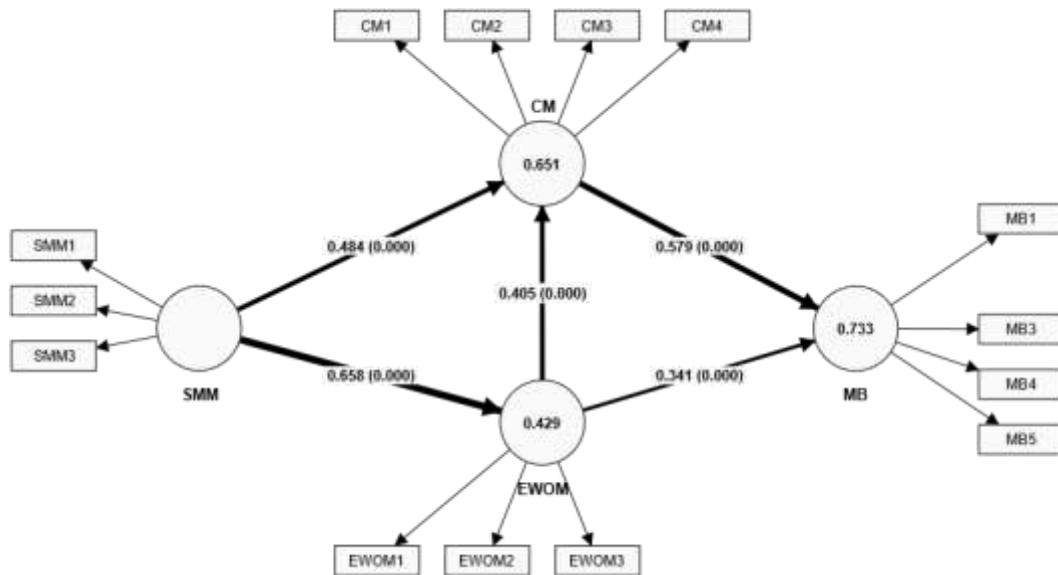 CM1 CM2 CM3 CM4
CM
0.651
SMM1
SMM2
SMM3
SMM
0.484 (0.000)
0.579 (0.000)
0.405 (0.000)
0.658 (0.000)
0.341 (0.000)
MB1
MB3
MB4
MB5
0.733
MB
0.429
EWOM
EWOM1 EWOM2 EWOM3